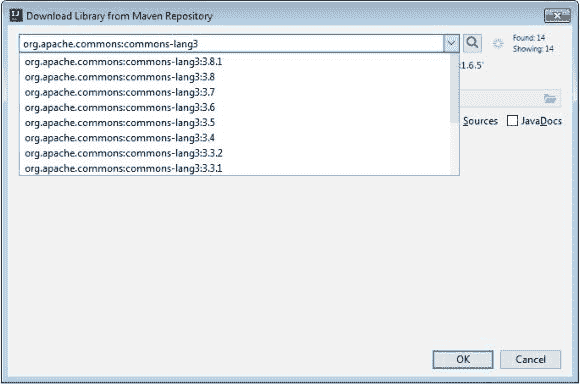 Download Library from Maven Repository
org.apache.commons:commons-lang3
Found: 14
Showing: 14
org.apache.commons:commons-lang3:3.8.1
:1.6.5'
org.apache.commons:commons-lang3:3.8
org.apache.commons:commons-lang3:3.7
org.apache.commons:commons-lang3:3.6
org.apache.commons:commons-lang3:3.5
Sources
JavaDocs
org.apache.commons:commons-lang3:3.4
org.apache.commons:commons-lang3:3.3.2
org.apache.commons:commons-lang3:3.3.1
OK
Cancel